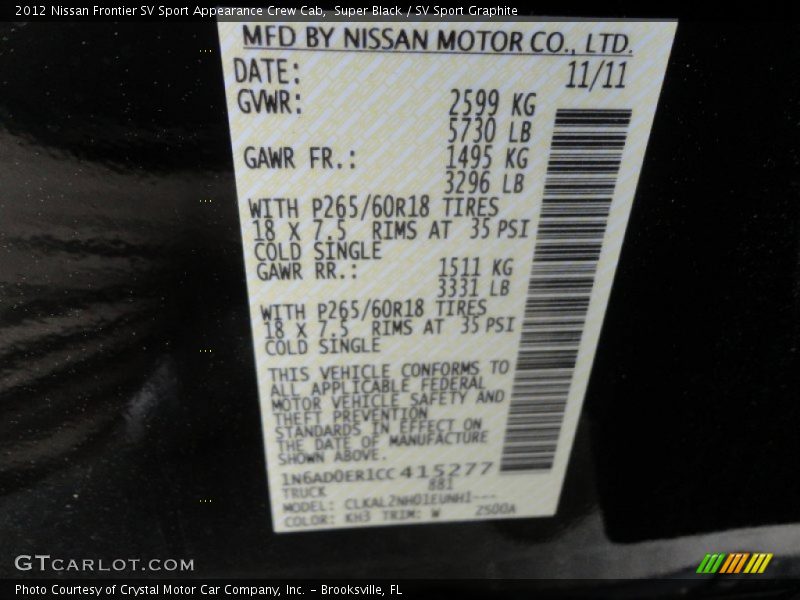 2012 Nissan Frontier SV Sport Appearance Crew Cab,  Super Black / SV Sport Graphite
MFD BY NISSAN MOTOR CO., LTD.
DATE: 11/11
GVWR: 2599 KG
5730 LB
GAWR FR.: 1495 KG
3296 LB
WITH P265/60R18 TIRES
18 X 7.5 RIMS AT 35 PSI
COLD SINGLE
GAWR RR.: 1511 KG
3331 LB
WITH P265/60R18 TIRES
18 X 7.5 RIMS AT 35 PSI
COLD SINGLE
THIS VEHICLE CONFORMS TO
ALL APPLICABLE FEDERAL
MOTOR VEHICLE SAFETY AND
THEFT PREVENTION
STANDARDS IN EFFECT ON
THE DATE OF MANUFACTURE
SHOWN ABOVE.
1N6AD0ER1CC415277
TRUCK 881
MODEL: CLKAL2NH01EUNH1---
COLOR: KH3 TRIM: W 2500A
GTCARLOT.COM
Photo Courtesy of Crystal Motor Car Company, Inc. – Brooksville, FL